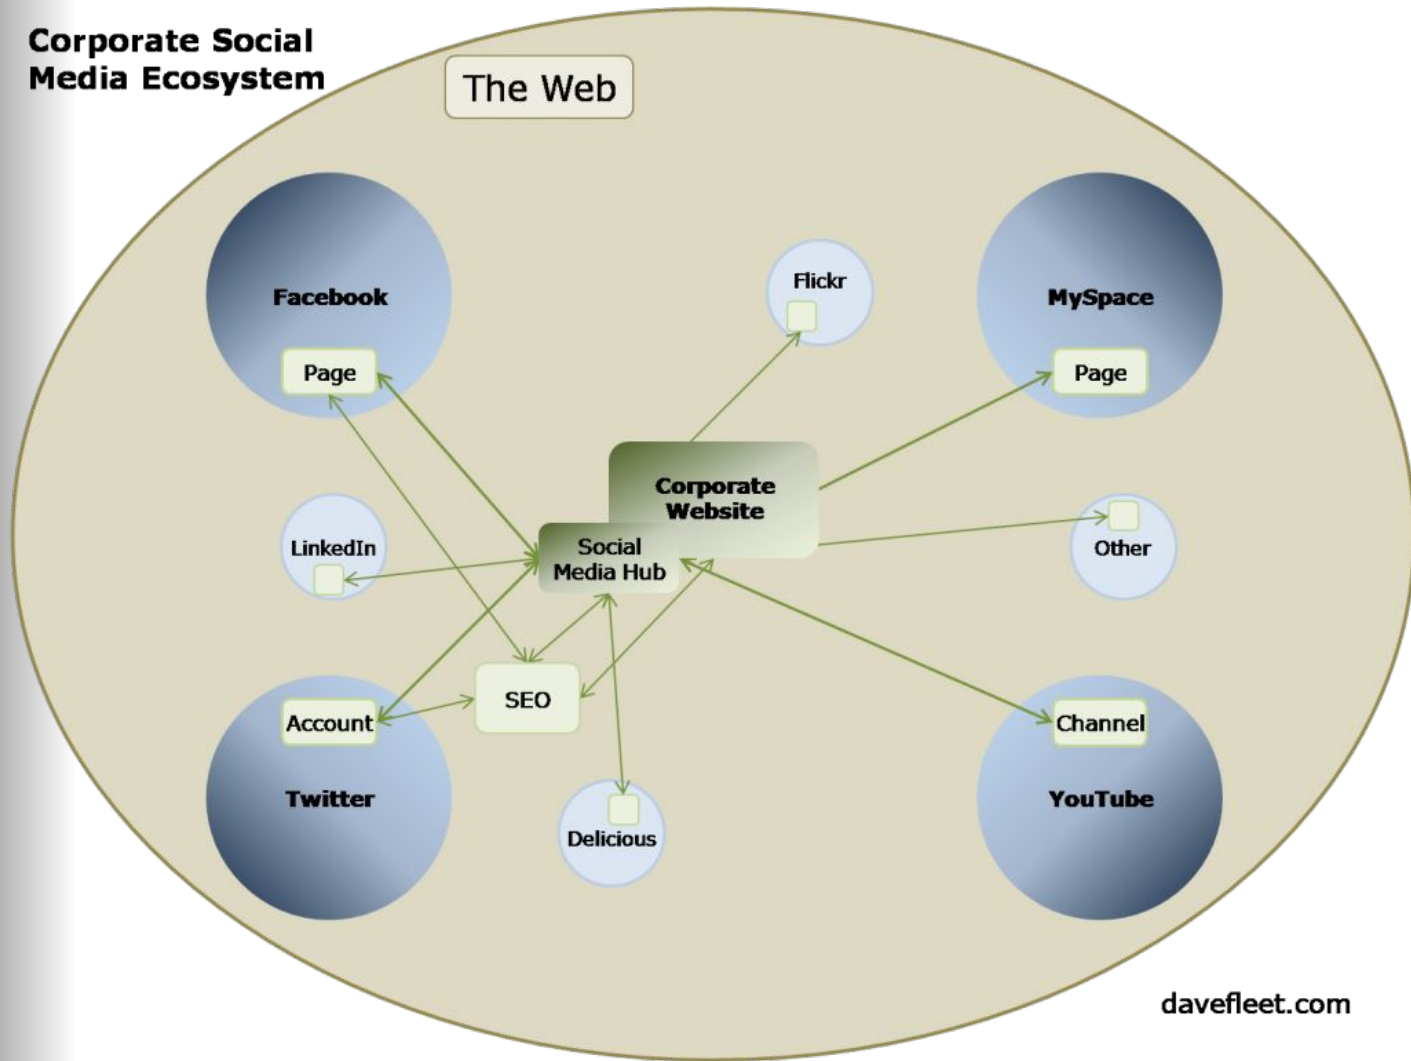 Corporate Social
Media Ecosystem
The Web
Facebook
Page
Flickr
MySpace
Page
Corporate
Website
LinkedIn
Social
Media Hub
Other
SEO
Account
Twitter
Channel
YouTube
Delicious
davefleet.com